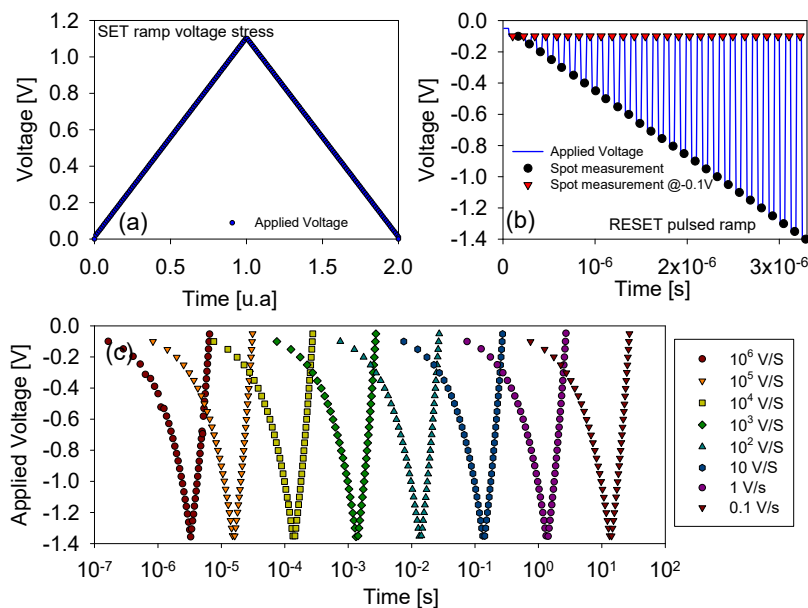 SET ramp voltage stress
Voltage [V]
1.2
1.0
0.8
0.6
0.4
0.2
0.0
(a)
Applied Voltage
0.0 0.5 1.0 1.5 2.0
Time [u.a]
Voltage [V]
0.0
-0.2
-0.4
-0.6
-0.8
-1.0
-1.2
-1.4
Applied Voltage
Spot measurement
Spot measurement @-0.1V
(b)
RESET pulsed ramp
0 10⁻⁶ 2x10⁻⁶ 3x10⁻⁶
Time [s]
(c)
Applied Voltage [V]
0.0
-0.2
-0.4
-0.6
-0.8
-1.0
-1.2
-1.4
10⁻⁷ 10⁻⁶ 10⁻⁵ 10⁻⁴ 10⁻³ 10⁻² 10⁻¹ 10⁰ 10¹ 10²
Time [s]
10⁶ V/S
10⁵ V/S
10⁴ V/S
10³ V/S
10² V/S
10 V/S
1 V/s
0.1 V/s